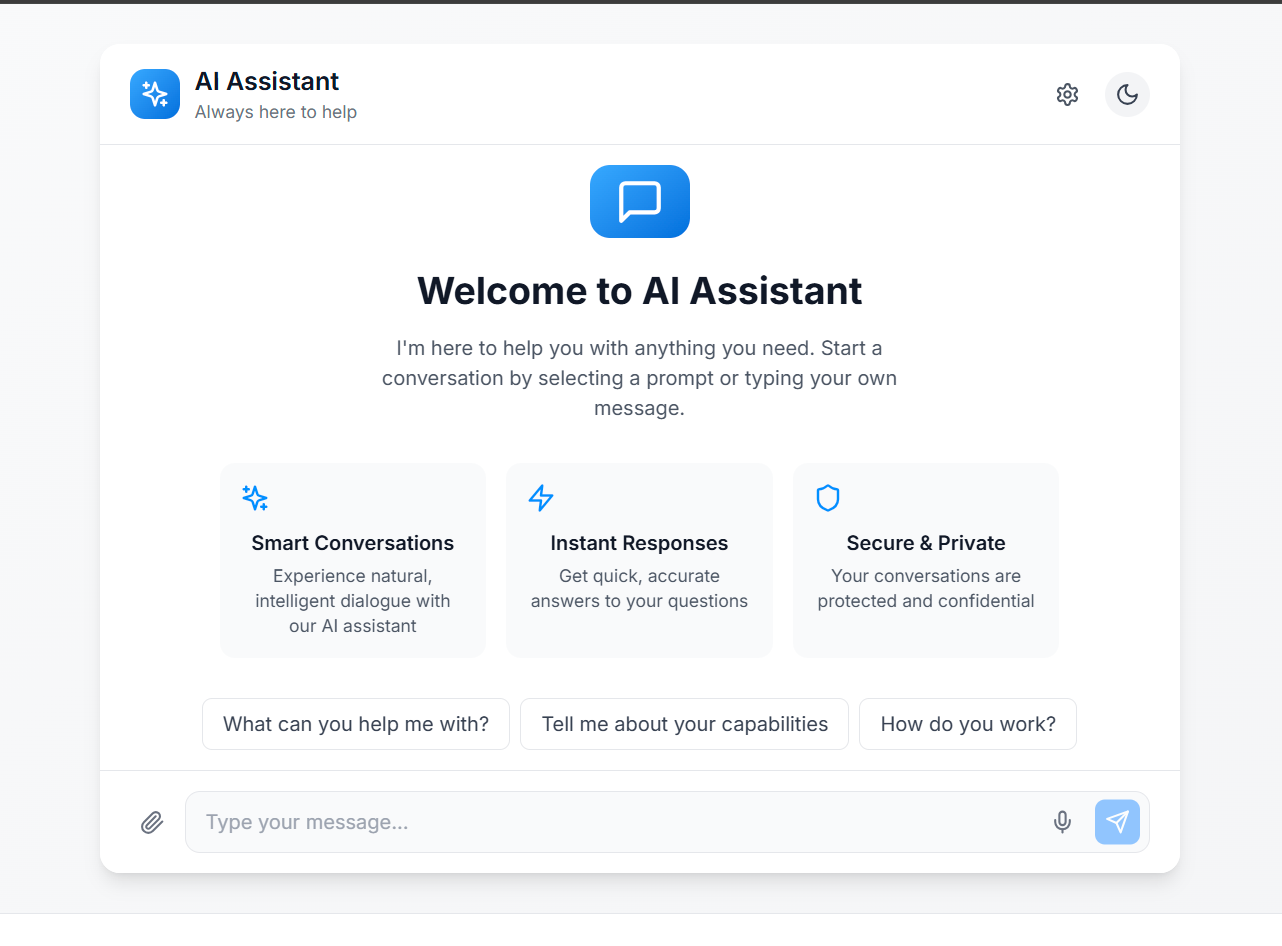 AI Assistant
Always here to help
Welcome to AI Assistant
I'm here to help you with anything you need. Start a
conversation by selecting a prompt or typing your own
message.
Smart Conversations
Experience natural,
intelligent dialogue with
our AI assistant
Instant Responses
Get quick, accurate
answers to your questions
Secure & Private
Your conversations are
protected and confidential
What can you help me with?
Tell me about your capabilities
How do you work?
Type your message...